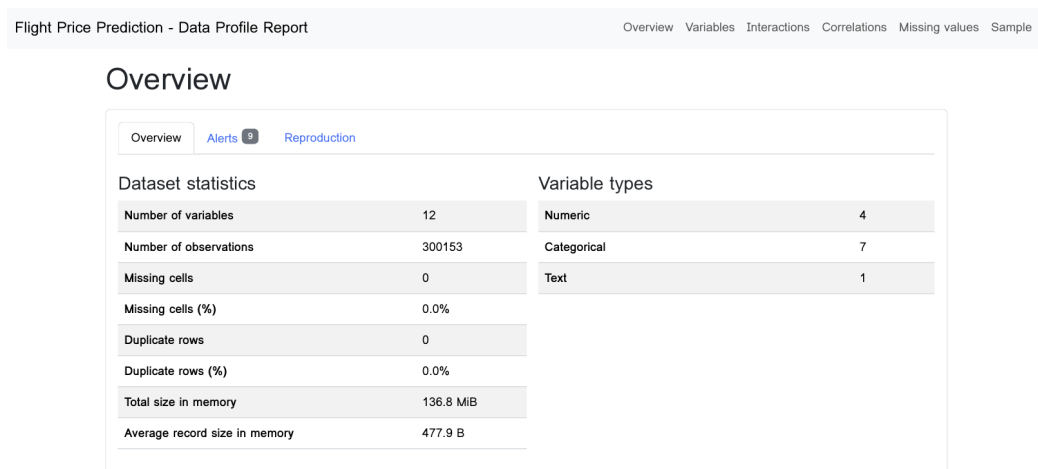 Flight Price Prediction - Data Profile Report
Overview Variables Interactions Correlations Missing values Sample
Overview
Overview Alerts 9 Reproduction
Dataset statistics
Number of variables 12
Number of observations 300153
Missing cells 0
Missing cells (%) 0.0%
Duplicate rows 0
Duplicate rows (%) 0.0%
Total size in memory 136.8 MiB
Average record size in memory 477.9 B
Variable types
Numeric 4
Categorical 7
Text 1